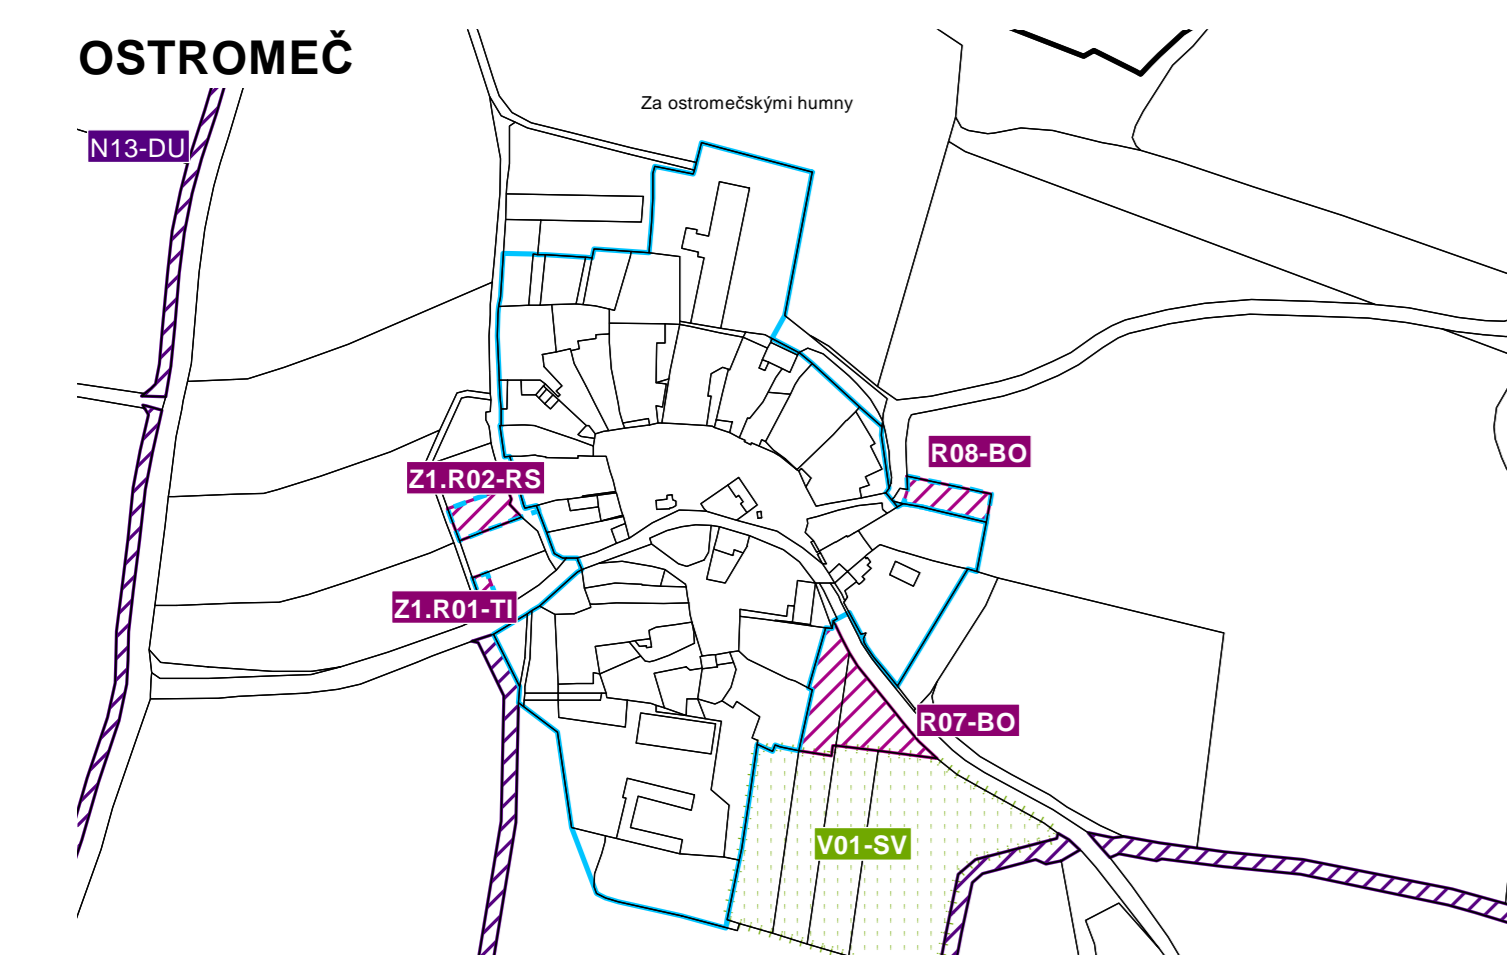 OSTROMEČ
Za ostromečskými humny
N13-DU
R08-BO
Z1.R02-RS
Z1.R01-TI
R07-BO
V01-SV